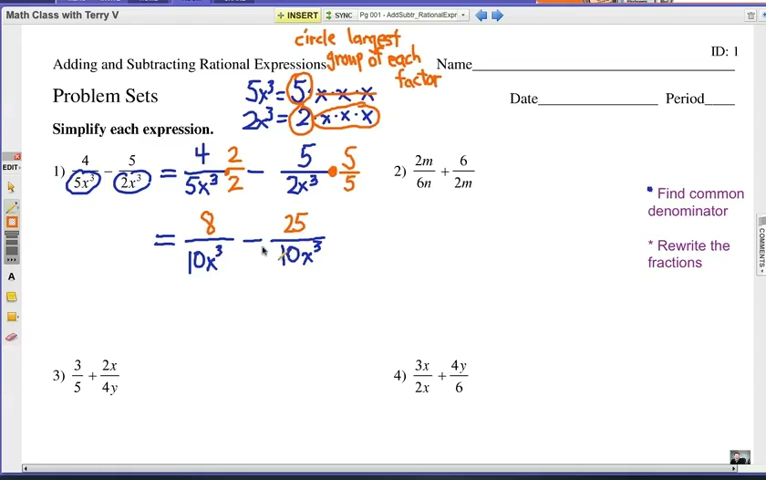 Math Class with Terry V
INSERT
SYNC
Pg 001 - AddSubtr_RationalExpr
circle largest
group of each
factor
ID: 1
Adding and Subtracting Rational Expressions
Name
Problem Sets
5x³ = 5 · x · x · x
2x³ = 2 · x · x · x
Date
Period
Simplify each expression.
1) 4/5x³ − 5/2x³ = 4/5x³ · 2/2 − 5/2x³ · 5/5
2) 2m/6n + 6/2m
= 8/10x³ − 25/10x³
• Find common
denominator
* Rewrite the
fractions
3) 3/5 + 2x/4y
4) 3x/2x + 4y/6
EDIT
A
COMMENTS